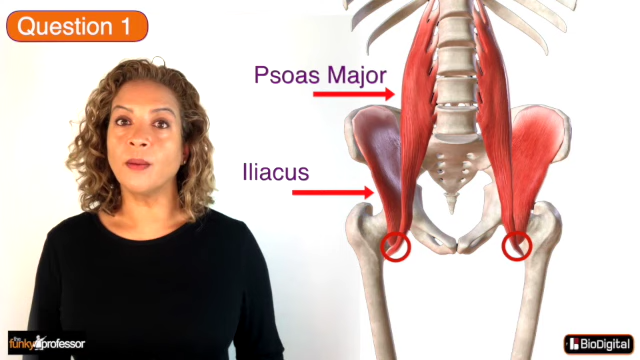 Question 1
Psoas Major
Iliacus
the
funky professor
BioDigital